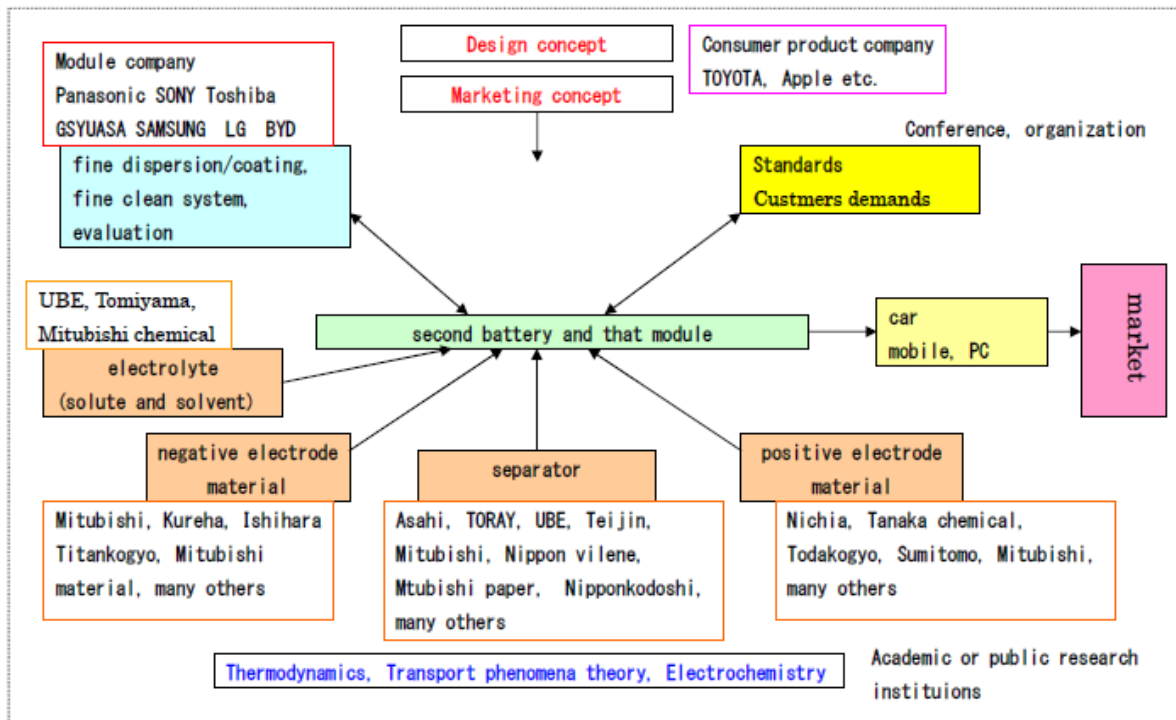 Design concept
Marketing concept
Consumer product company
TOYOTA, Apple etc.
Module company
Panasonic SONY Toshiba
GSYUASA SAMSUNG LG BYD
fine dispersion/coating,
fine clean system,
evaluation
Conference, organization
Standards
Custmers demands
UBE, Tomiyama,
Mitubishi chemical
electrolyte
(solute and solvent)
second battery and that module
car
mobile, PC
market
negative electrode
material
Mitubishi, Kureha, Ishihara
Titankogyo, Mitubishi
material, many others
separator
Asahi, TORAY, UBE, Teijin,
Mitubishi, Nippon vilene,
Mtubishi paper, Nipponkodoshi,
many others
positive electrode
material
Nichia, Tanaka chemical,
Todakogyo, Sumitomo, Mitubishi,
many others
Thermodynamics, Transport phenomena theory, Electrochemistry
Academic or public research
instituions